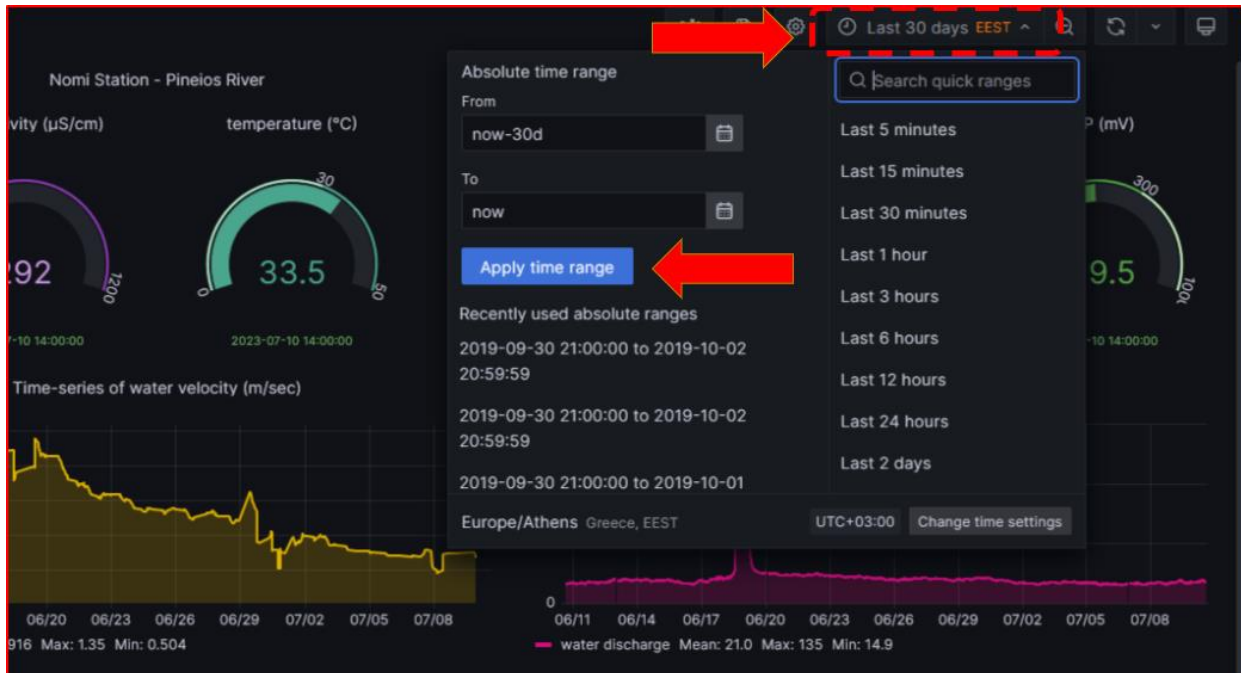 Last 30 days EEST
Nomi Station - Pineios River
vity (µS/cm)
temperature (°C)
P (mV)
Absolute time range
From
now-30d
To
now
Apply time range
Recently used absolute ranges
2019-09-30 21:00:00 to 2019-10-02
20:59:59
2019-09-30 21:00:00 to 2019-10-02
20:59:59
2019-09-30 21:00:00 to 2019-10-01
Europe/Athens Greece, EEST
UTC+03:00
Change time settings
Search quick ranges
Last 5 minutes
Last 15 minutes
Last 30 minutes
Last 1 hour
Last 3 hours
Last 6 hours
Last 12 hours
Last 24 hours
Last 2 days
292
1200
30
33.5
0
50
300
9.5
-10 14:00:00
2023-07-10 14:00:00
-10 14:00:00
Time-series of water velocity (m/sec)
06/20 06/23 06/26 06/29 07/02 07/05 07/08
916 Max: 1.35 Min: 0.504
0
06/11 06/14 06/17 06/20 06/23 06/26 06/29 07/02 07/05 07/08
water discharge Mean: 21.0 Max: 135 Min: 14.9